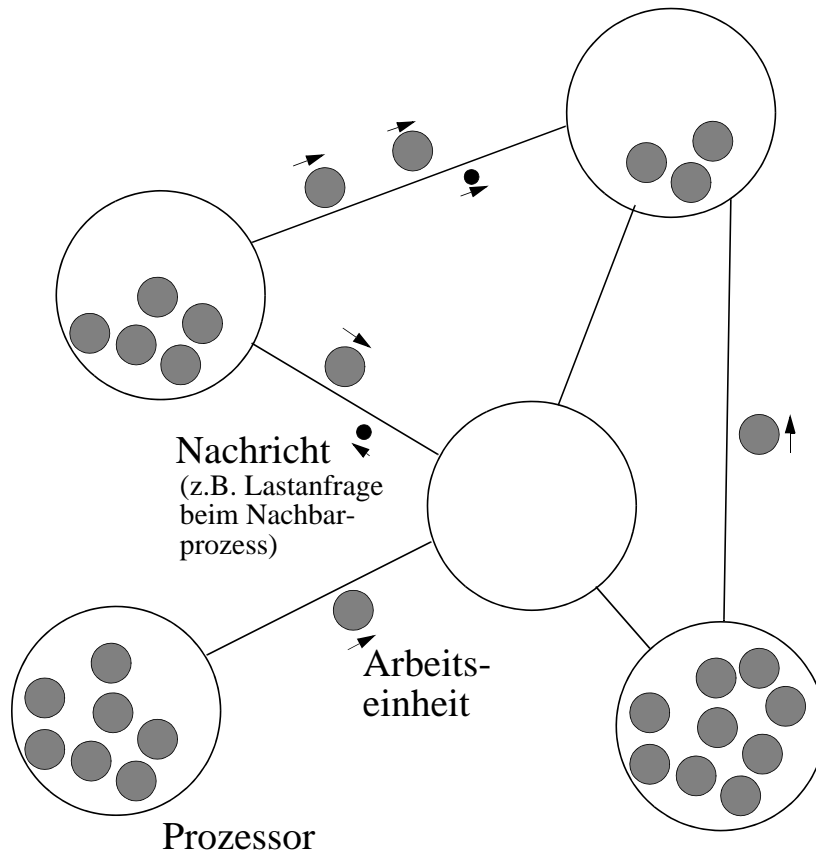 Nachricht
(z.B. Lastanfrage
beim Nachbar-
prozess)
Arbeits-
einheit
Prozessor